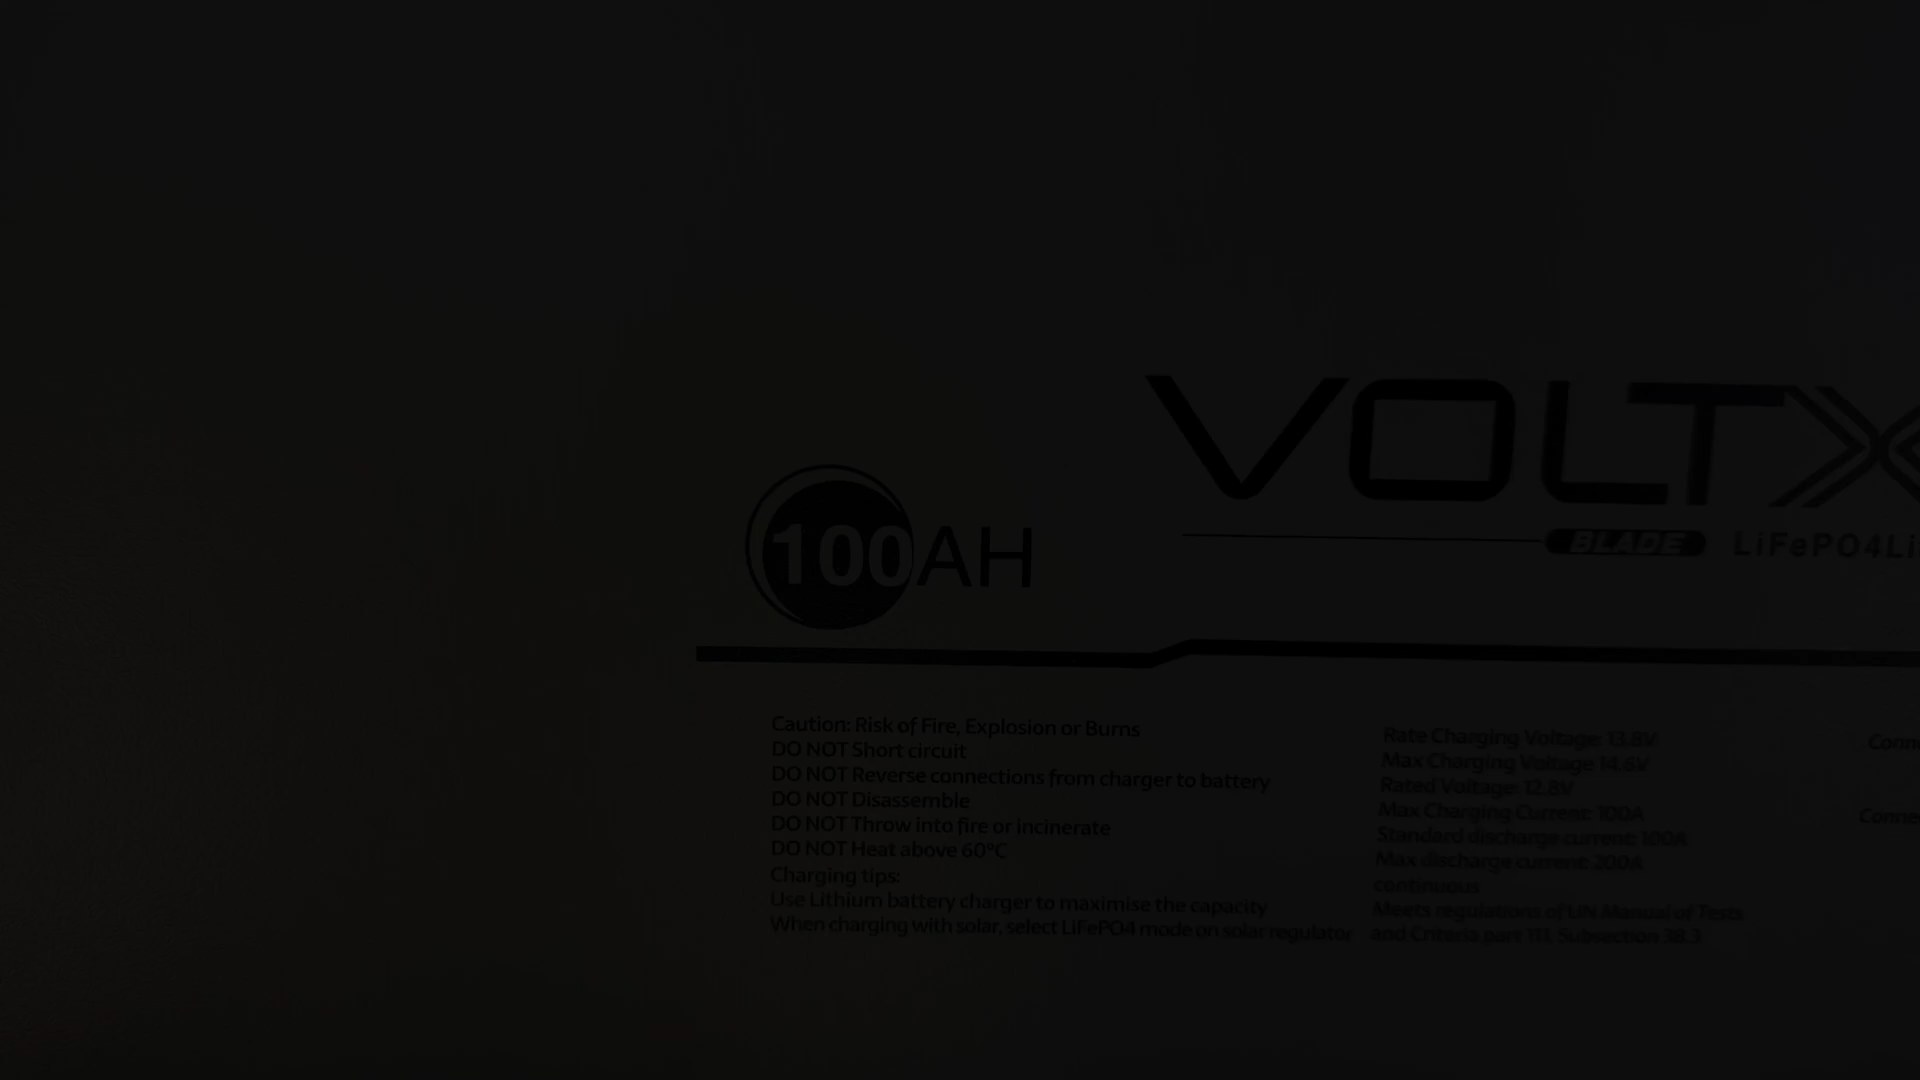 VOLTX
100AH
BLADE LiFePO4
Caution: Risk of Fire, Explosion or Burns
DO NOT Short circuit
DO NOT Reverse connections from charger to battery
DO NOT Disassemble
DO NOT Throw into fire or incinerate
DO NOT Heat above 60°C
Charging tips:
Use Lithium battery charger to maximise the capacity
When charging with solar, select LiFePO4 mode on solar regulator
Rate Charging Voltage: 13.8V
Max Charging Voltage 14.6V
Rated Voltage: 12.8V
Max Charging Current: 100A
Standard discharge current: 100A
Max discharge current: 200A
continuous
Meets regulations of UN Manual of Tests
and Criteria part 111. Subsection 38.3